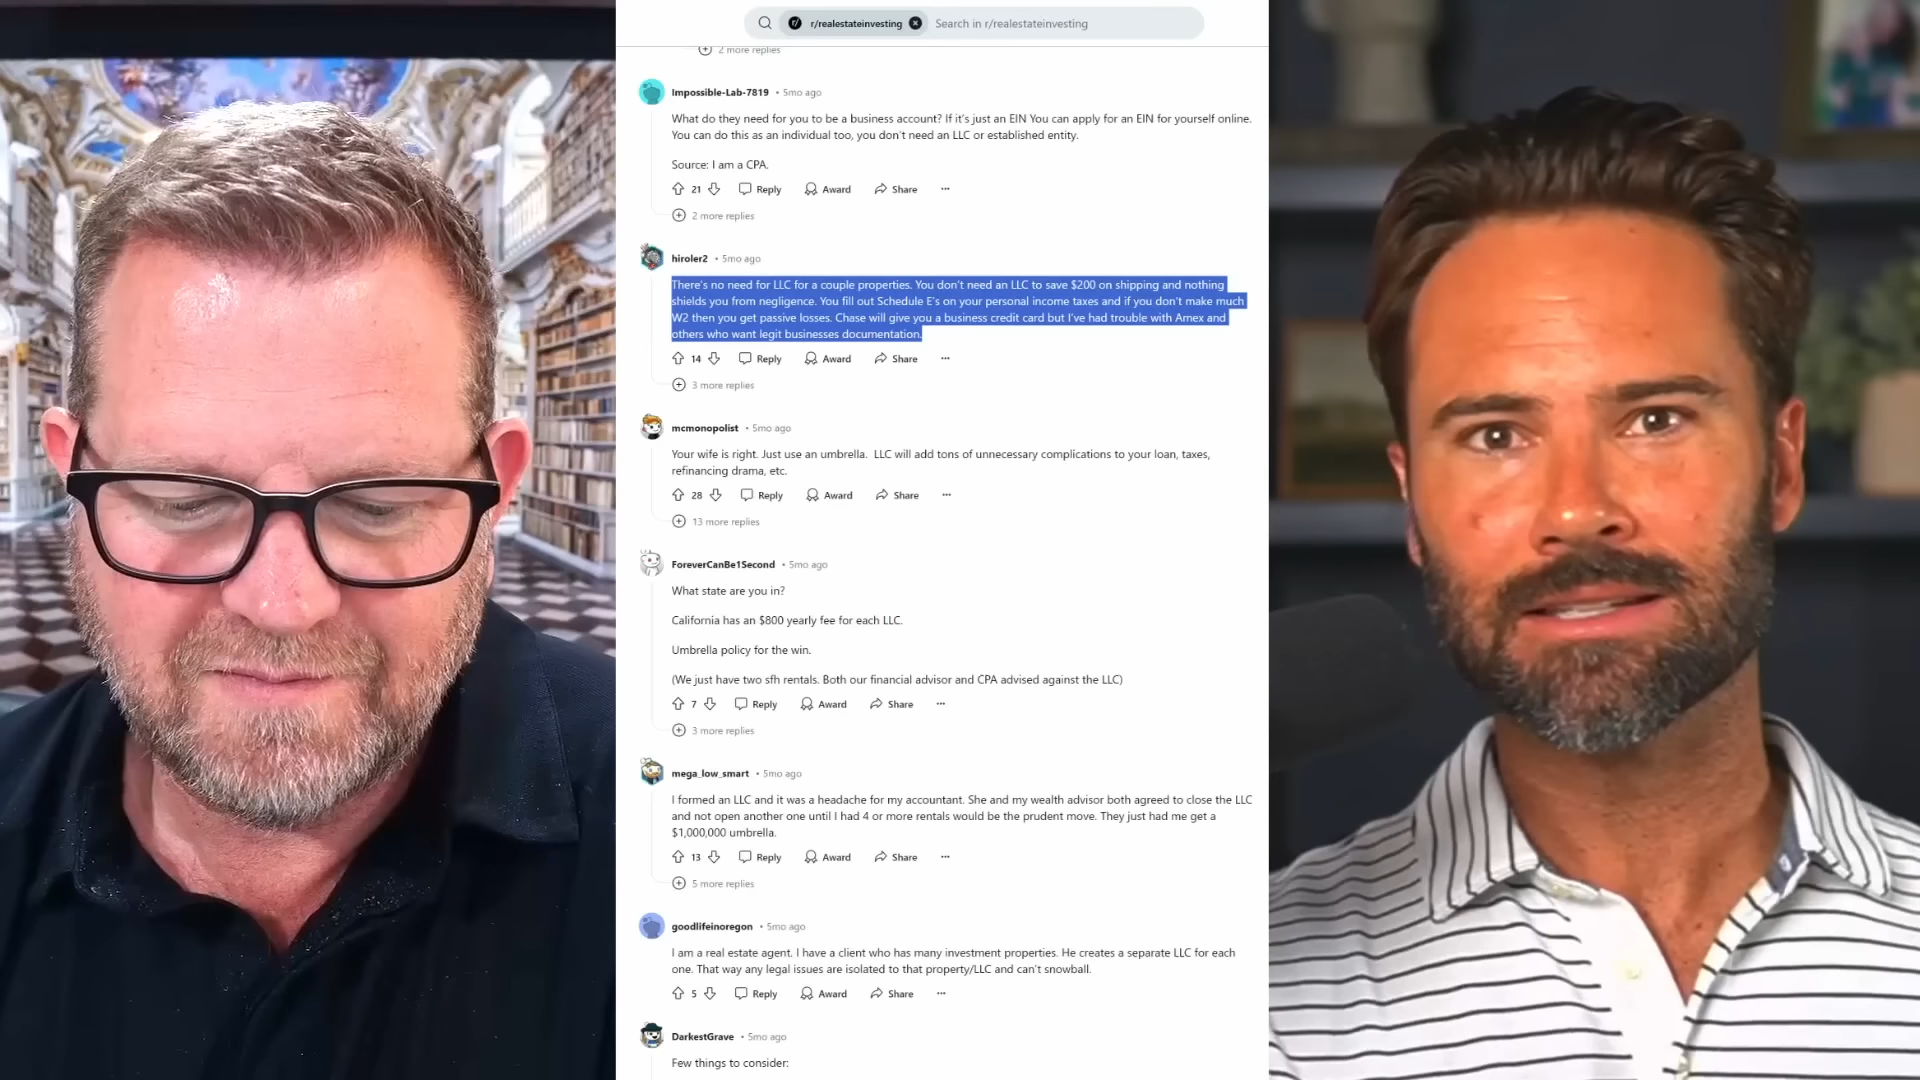 r/ r/realestateinvesting Search in r/realestateinvesting
2 more replies
Impossible-Lab-7819 • 5mo ago
What do they need for you to be a business account? If it's just an EIN You can apply for an EIN for yourself online.
You can do this as an individual too, you don't need an LLC or established entity.
Source: I am a CPA.
21 Reply Award Share ...
2 more replies
hiroler2 • 5mo ago
There's no need for LLC for a couple properties. You don't need an LLC to save $200 on shipping and nothing
shields you from negligence. You fill out Schedule E's on your personal income taxes and if you don't make much
W2 then you get passive losses. Chase will give you a business credit card but I've had trouble with Amex and
others who want legit businesses documentation.
14 Reply Award Share ...
3 more replies
mcmonopolist • 5mo ago
Your wife is right. Just use an umbrella. LLC will add tons of unnecessary complications to your loan, taxes,
refinancing drama, etc.
28 Reply Award Share ...
13 more replies
ForeverCanBe1Second • 5mo ago
What state are you in?
California has an $800 yearly fee for each LLC.
Umbrella policy for the win.
(We just have two sfh rentals. Both our financial advisor and CPA advised against the LLC)
7 Reply Award Share ...
3 more replies
mega_low_smart • 5mo ago
I formed an LLC and it was a headache for my accountant. She and my wealth advisor both agreed to close the LLC
and not open another one until I had 4 or more rentals would be the prudent move. They just had me get a
$1,000,000 umbrella.
13 Reply Award Share ...
5 more replies
goodlifeinoregon • 5mo ago
I am a real estate agent. I have a client who has many investment properties. He creates a separate LLC for each
one. That way any legal issues are isolated to that property/LLC and can't snowball.
5 Reply Award Share ...
DarkestGrave • 5mo ago
Few things to consider: